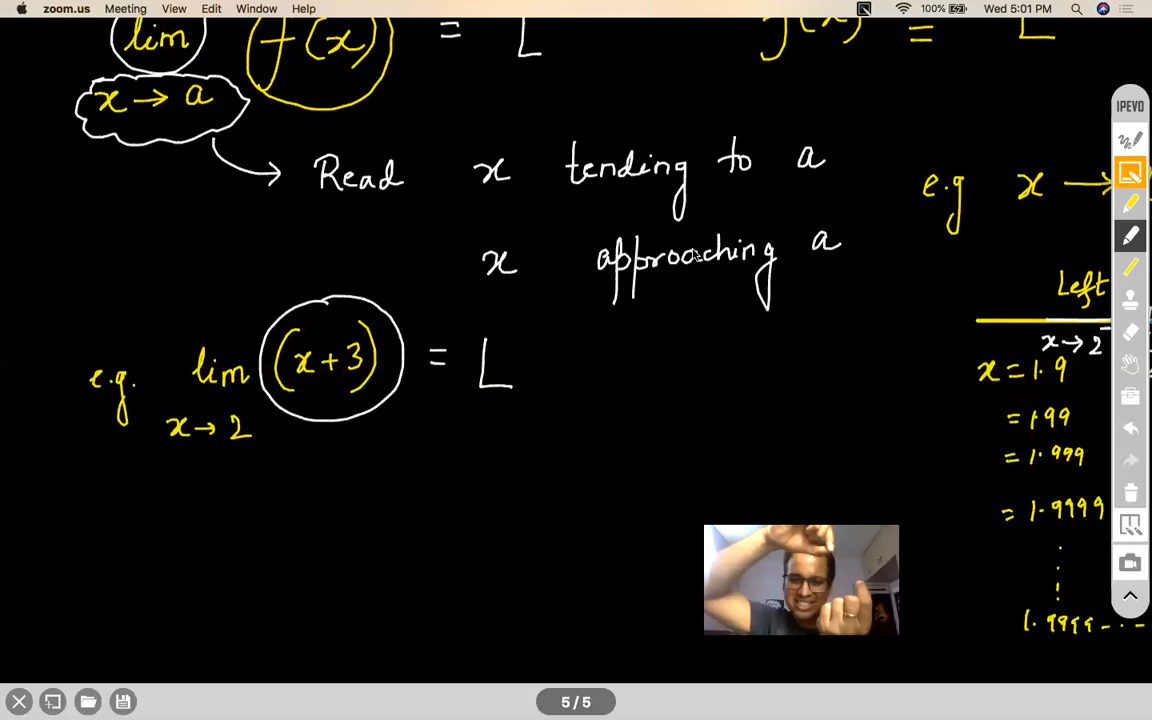 zoom.us Meeting View Edit Window Help 100% Wed 5:01 PM
lim f(x) = L f(x) = L
x → a
IPEVO
Read x tending to a
e.g x →
x approaching a
Left
x → 2⁻
e.g. lim (x+3) = L
x → 2
x = 1.9
= 1.99
= 1.999
= 1.9999
1.9999 - - -
5 / 5